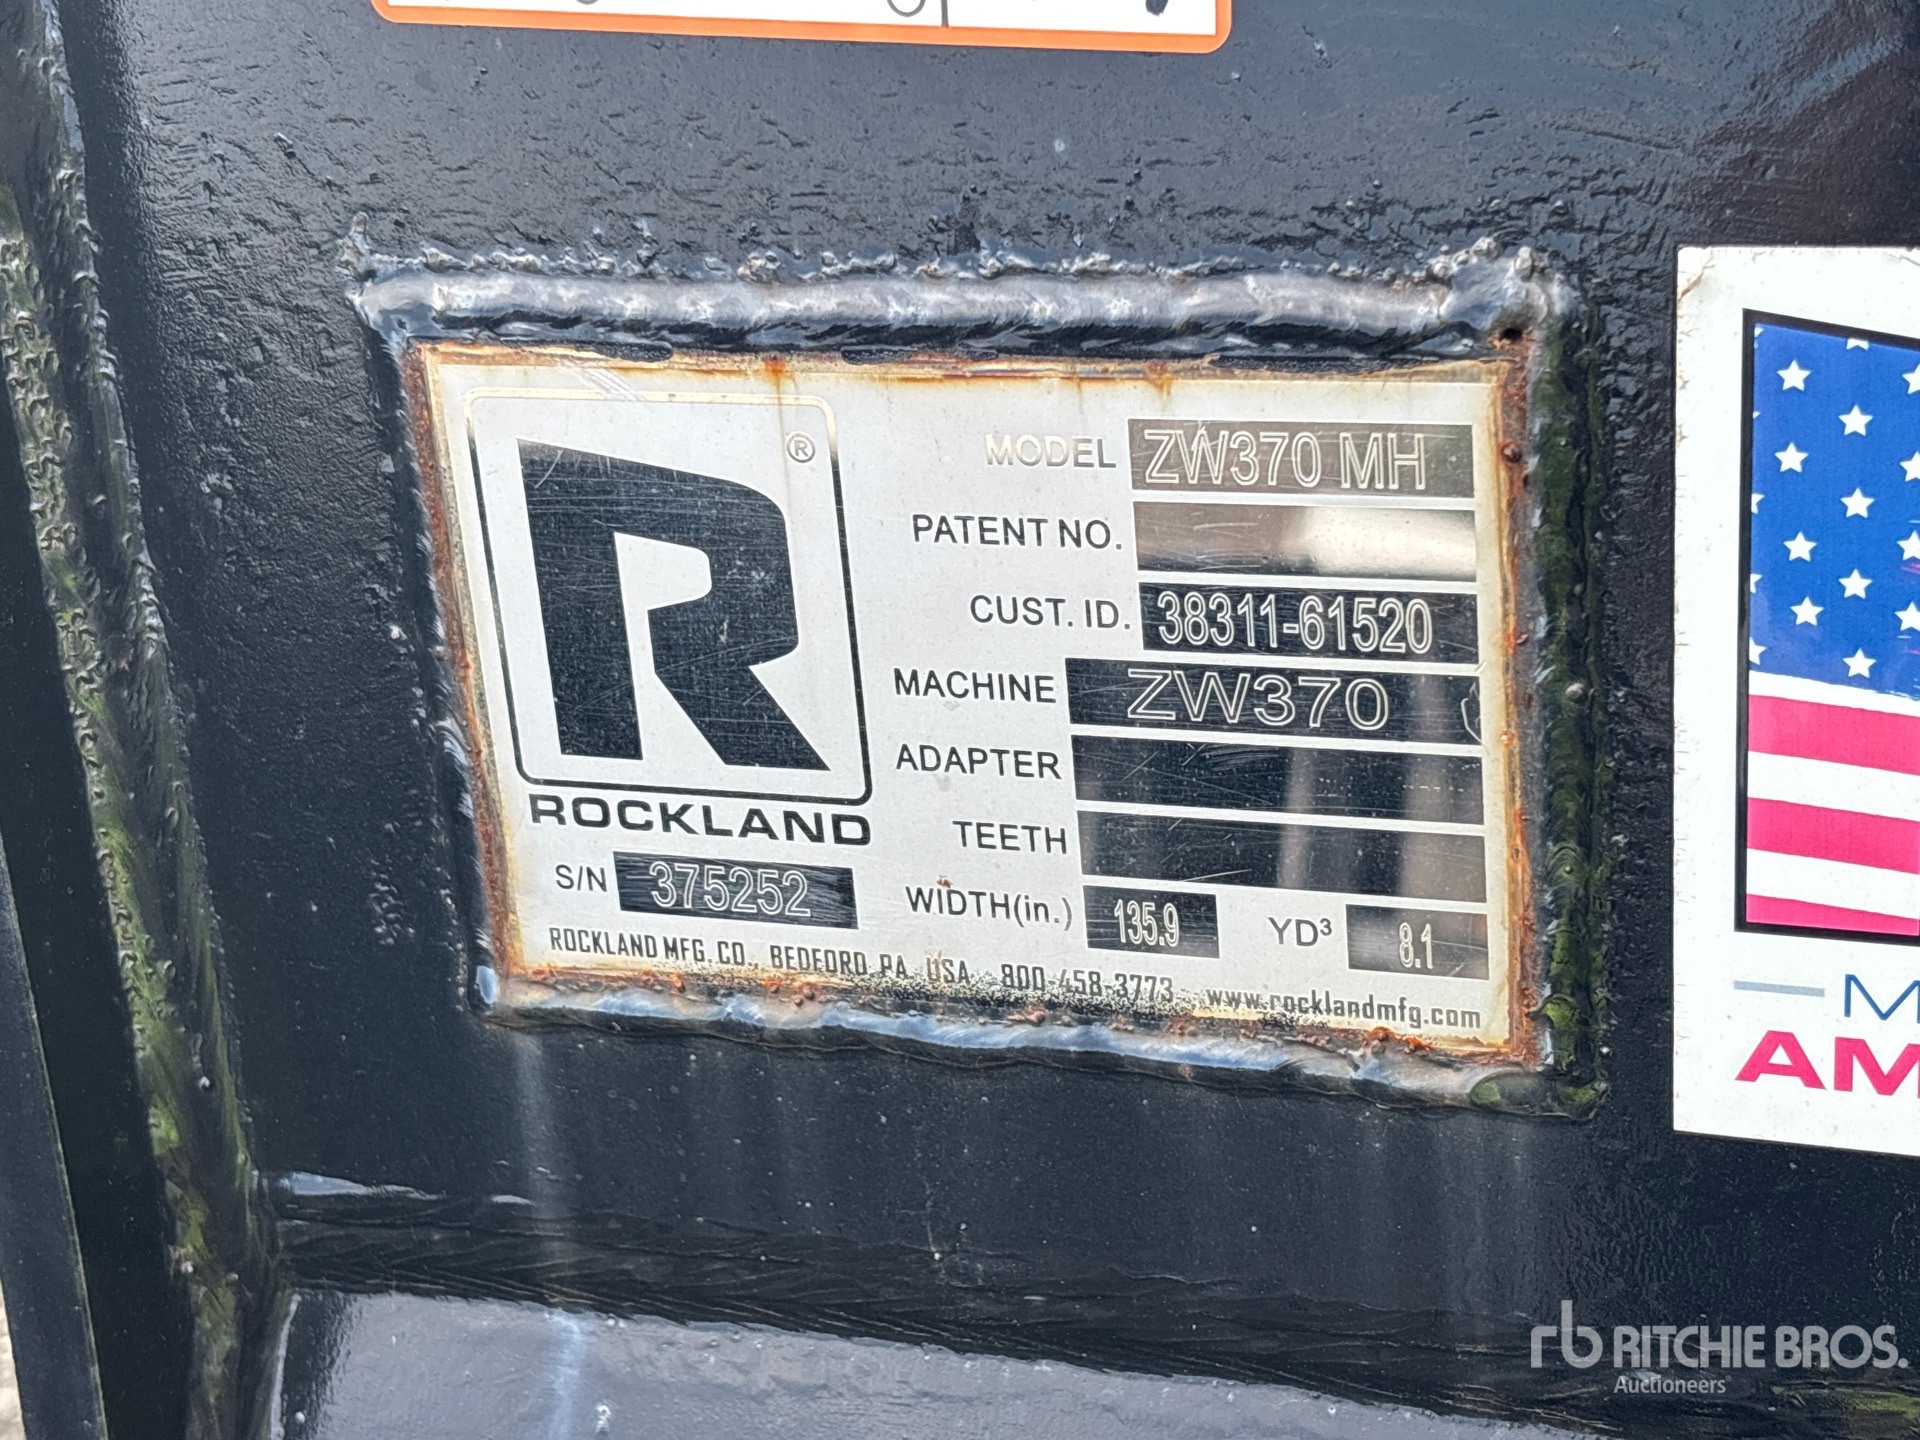 R
®
ROCKLAND
S/N 375252
MODEL ZW370 MH
PATENT NO.
CUST. ID. 38311-61520
MACHINE ZW370
ADAPTER
TEETH
WIDTH(in.) 135.9 YD³ 8.1
ROCKLAND MFG. CO., BEDFORD PA, USA 800-458-3773 www.rocklandmfg.com
M
AM
rb RITCHIE BROS.
Auctioneers